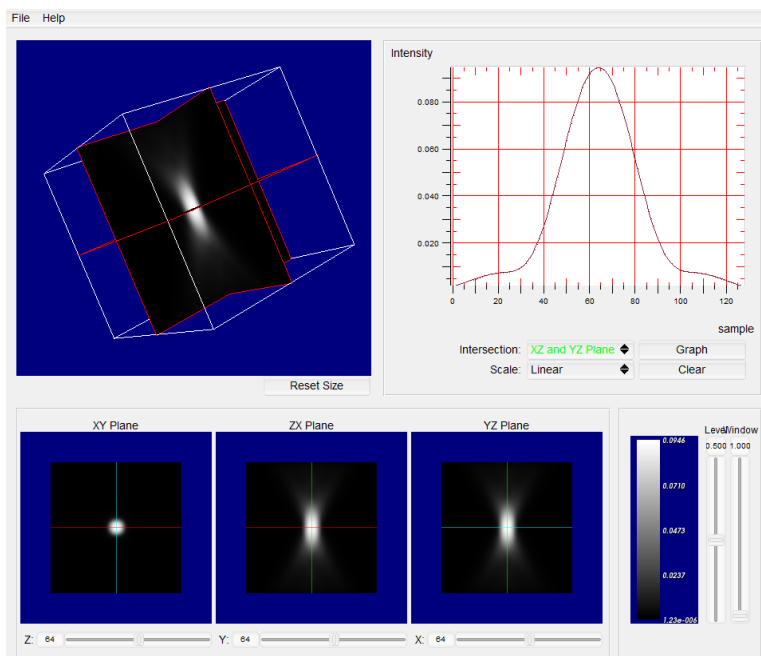 File Help
Intensity
0.080
0.060
0.040
0.020
0 20 40 60 80 100 120
sample
Intersection: XZ and YZ Plane Graph
Scale: Linear Clear
Reset Size
XY Plane ZX Plane YZ Plane
Level Window
0.500 1.000
0.0946
0.0710
0.0473
0.0237
1.23e-006
Z: 64 Y: 64 X: 64